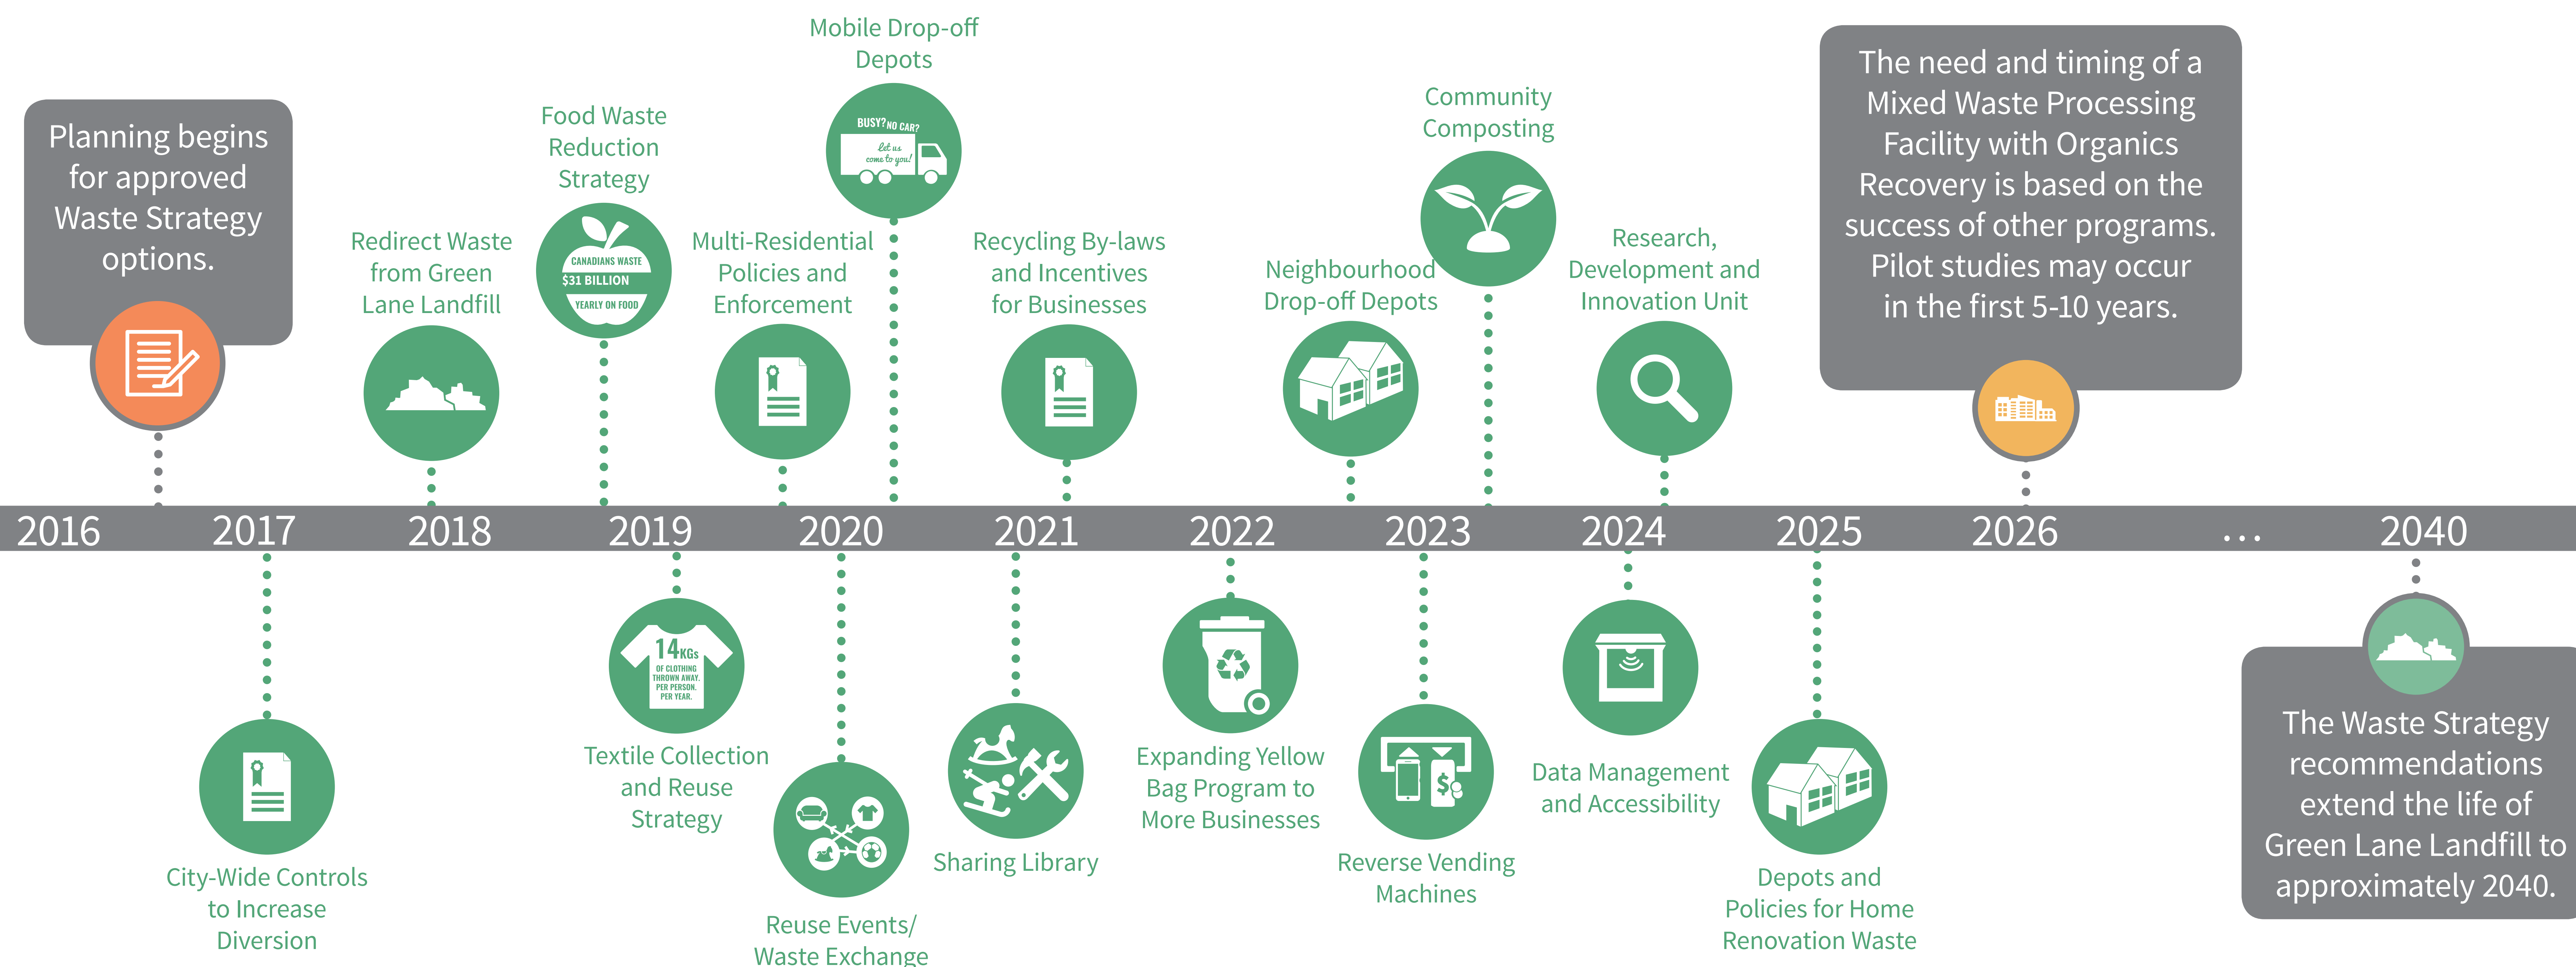 Planning begins
for approved
Waste Strategy
options.
Redirect Waste
from Green
Lane Landfill
Food Waste
Reduction
Strategy
CANADIANS WASTE
$31 BILLION
YEARLY ON FOOD
Multi-Residential
Policies and
Enforcement
Mobile Drop-off
Depots
BUSY? NO CAR?
Let us
come to you!
Recycling By-laws
and Incentives
for Businesses
Neighbourhood
Drop-off Depots
Community
Composting
Research,
Development and
Innovation Unit
The need and timing of a
Mixed Waste Processing
Facility with Organics
Recovery is based on the
success of other programs.
Pilot studies may occur
in the first 5-10 years.
2016 2017 2018 2019 2020 2021 2022 2023 2024 2025 2026 ... 2040
City-Wide Controls
to Increase
Diversion
14KGs
OF CLOTHING
THROWN AWAY.
PER PERSON.
PER YEAR.
Textile Collection
and Reuse
Strategy
Reuse Events/
Waste Exchange
Sharing Library
Expanding Yellow
Bag Program to
More Businesses
$
Reverse Vending
Machines
Data Management
and Accessibility
Depots and
Policies for Home
Renovation Waste
The Waste Strategy
recommendations
extend the life of
Green Lane Landfill to
approximately 2040.